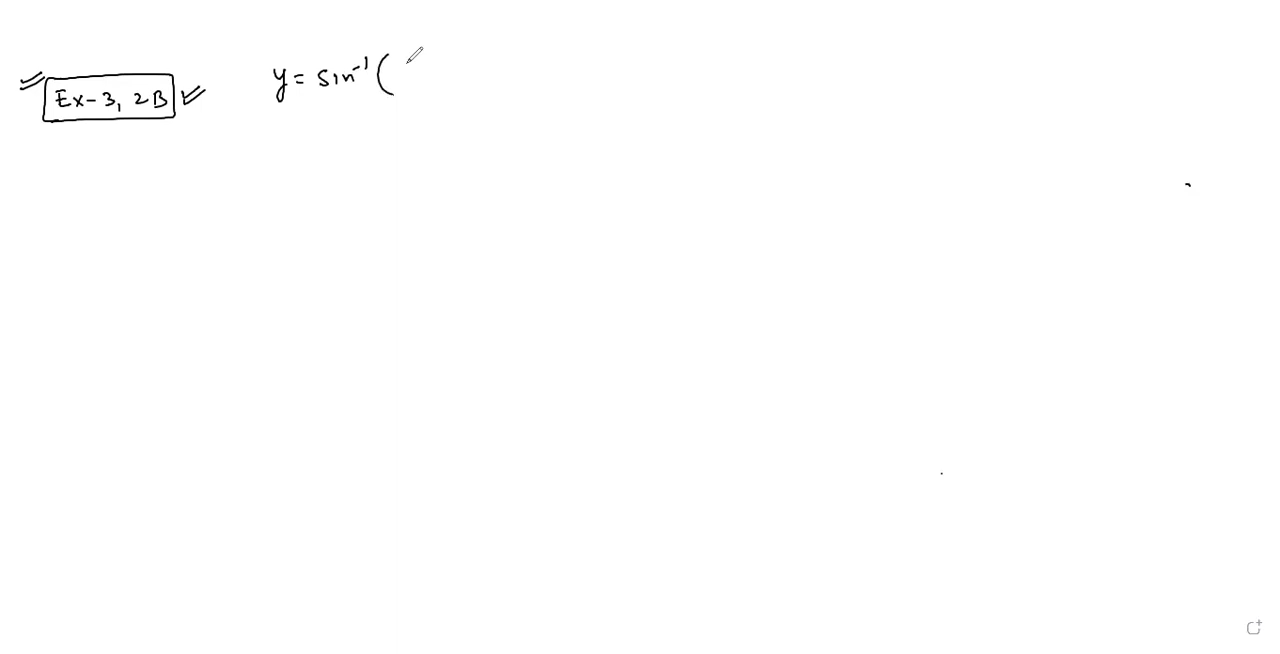 Ex-3, 2B
y = sin⁻¹(